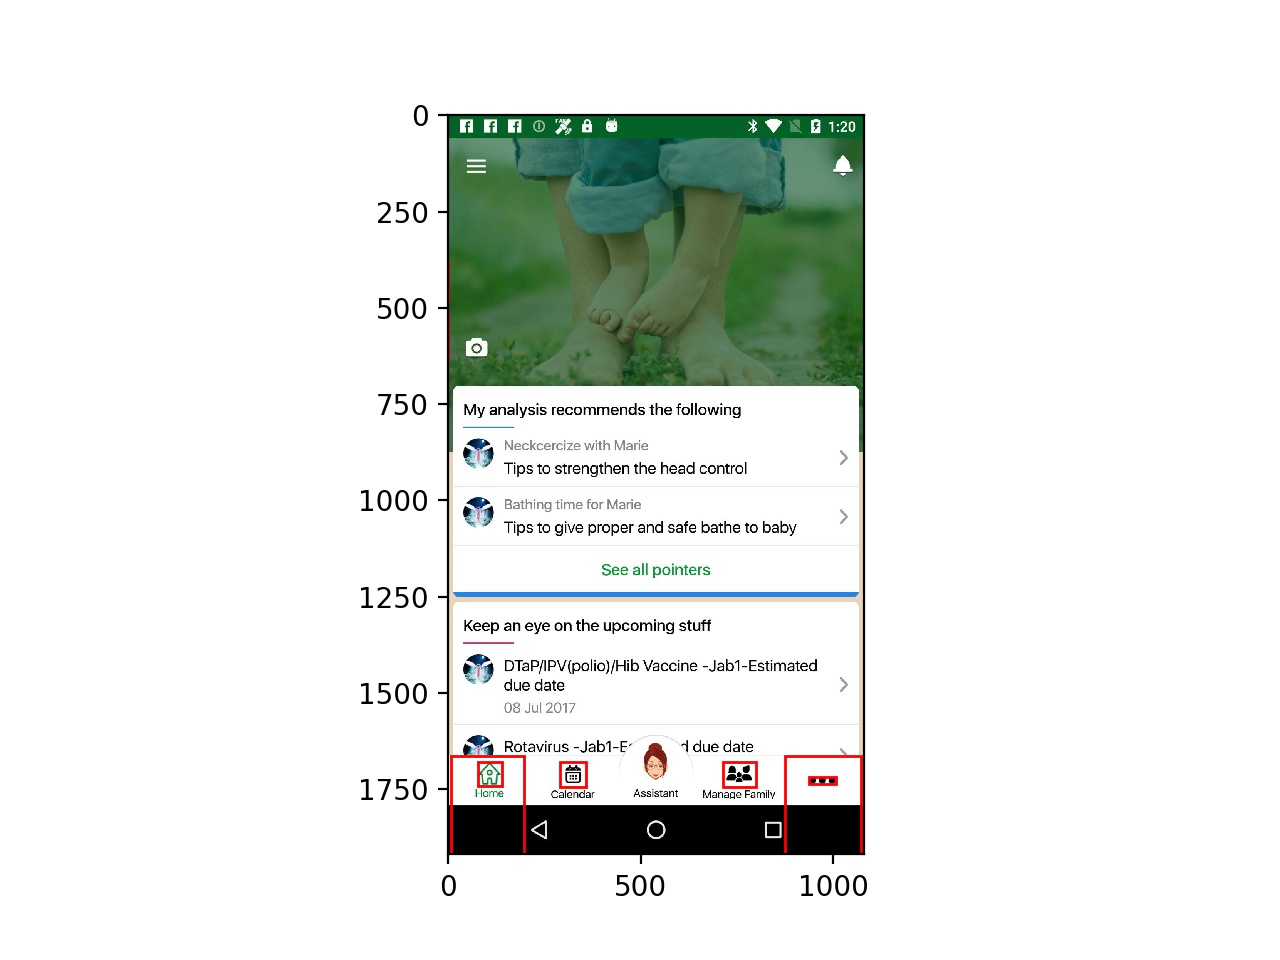 1:20
0
250
500
750
1000
1250
1500
1750
My analysis recommends the following
Neckcercize with Marie
Tips to strengthen the head control
Bathing time for Marie
Tips to give proper and safe bathe to baby
See all pointers
Keep an eye on the upcoming stuff
DTaP/IPV(polio)/Hib Vaccine -Jab1-Estimated
due date
08 Jul 2017
Rotavirus -Jab1-E d due date
Home
Calendar
Assistant
Manage Family
0
500
1000